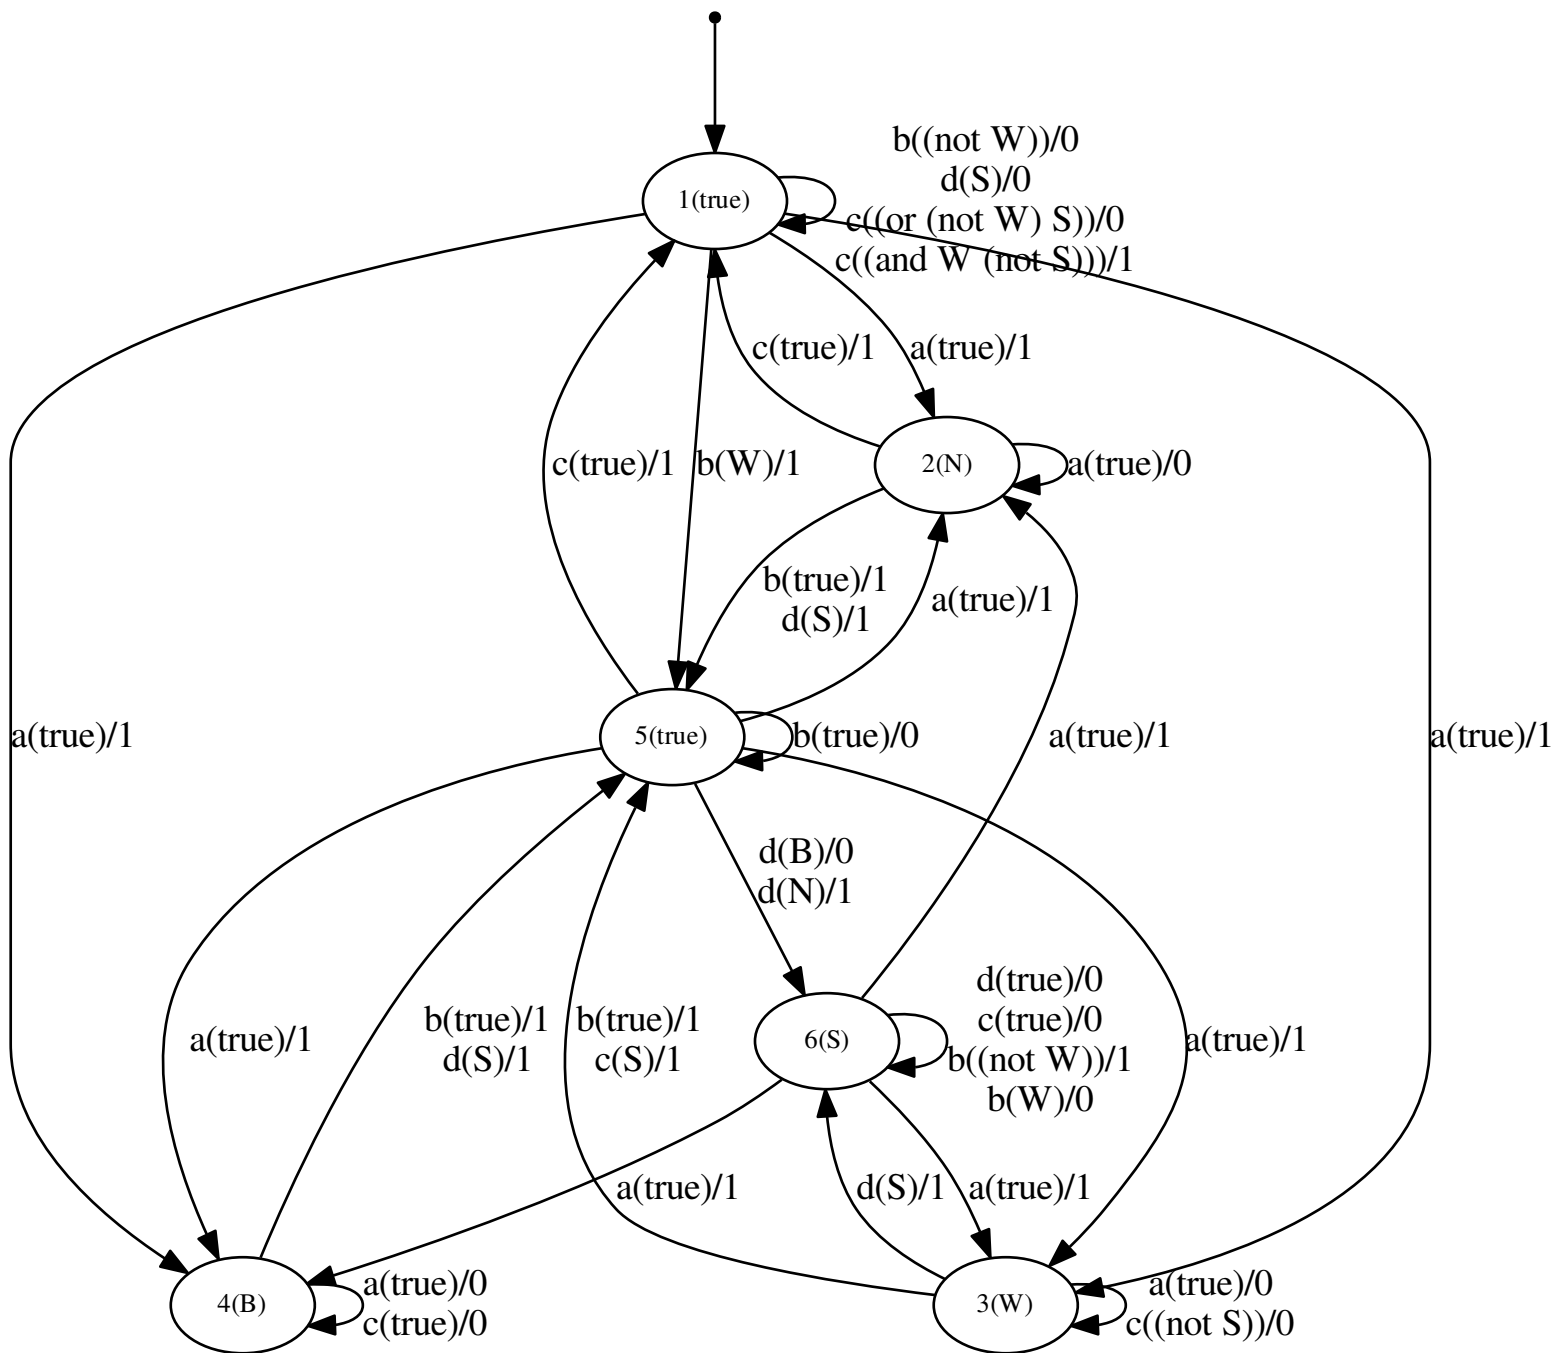 b((not W))/0
d(S)/0
c((or (not W) S))/0
c((and W (not S)))/1
1(true)
c(true)/1
a(true)/1
2(N)
a(true)/0
c(true)/1
b(W)/1
b(true)/1
d(S)/1
a(true)/1
a(true)/1
5(true)
b(true)/0
a(true)/1
a(true)/1
d(B)/0
d(N)/1
a(true)/1
b(true)/1
d(S)/1
b(true)/1
c(S)/1
6(S)
d(true)/0
c(true)/0
b((not W))/1
b(W)/0
a(true)/1
a(true)/1
d(S)/1
a(true)/1
4(B)
a(true)/0
c(true)/0
3(W)
a(true)/0
c((not S))/0